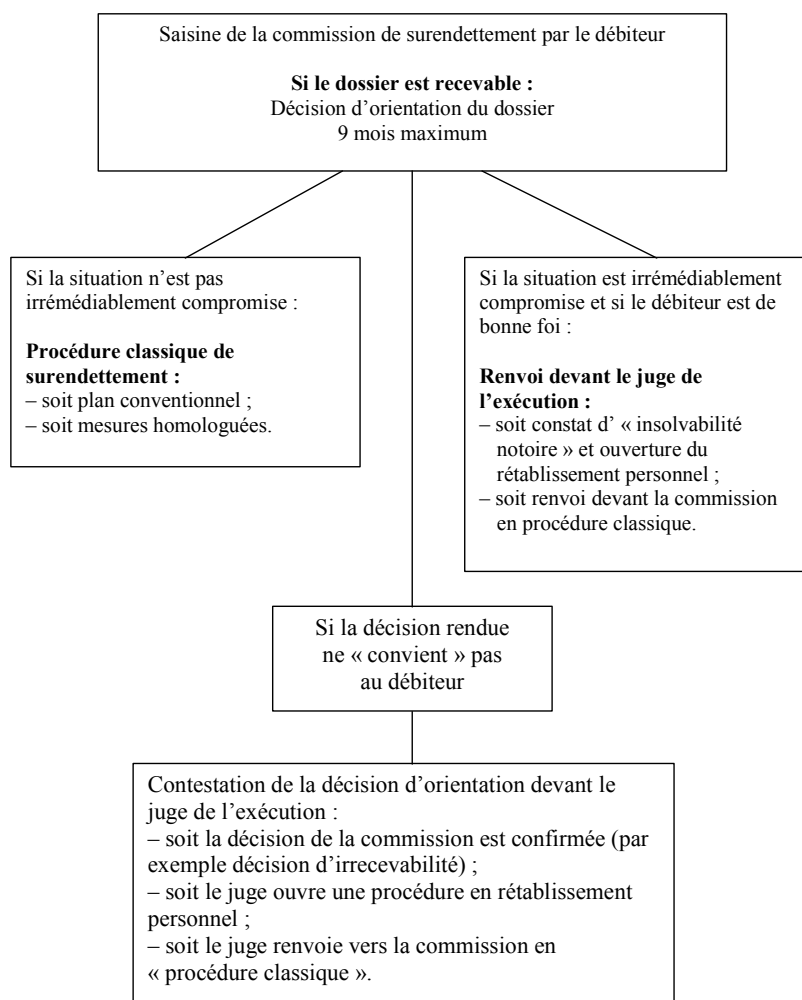 Saisine de la commission de surendettement par le débiteur
Si le dossier est recevable :
Décision d’orientation du dossier
9 mois maximum
Si la situation n’est pas
irrémédiablement compromise :
Procédure classique de
surendettement :
– soit plan conventionnel ;
– soit mesures homologuées.
Si la situation est irrémédiablement
compromise et si le débiteur est de
bonne foi :
Renvoi devant le juge de
l’exécution :
– soit constat d’ « insolvabilité
notoire » et ouverture du
rétablissement personnel ;
– soit renvoi devant la commission
en procédure classique.
Si la décision rendue
ne « convient » pas
au débiteur
Contestation de la décision d’orientation devant le
juge de l’exécution :
– soit la décision de la commission est confirmée (par
exemple décision d’irrecevabilité) ;
– soit le juge ouvre une procédure en rétablissement
personnel ;
– soit le juge renvoie vers la commission en
« procédure classique ».